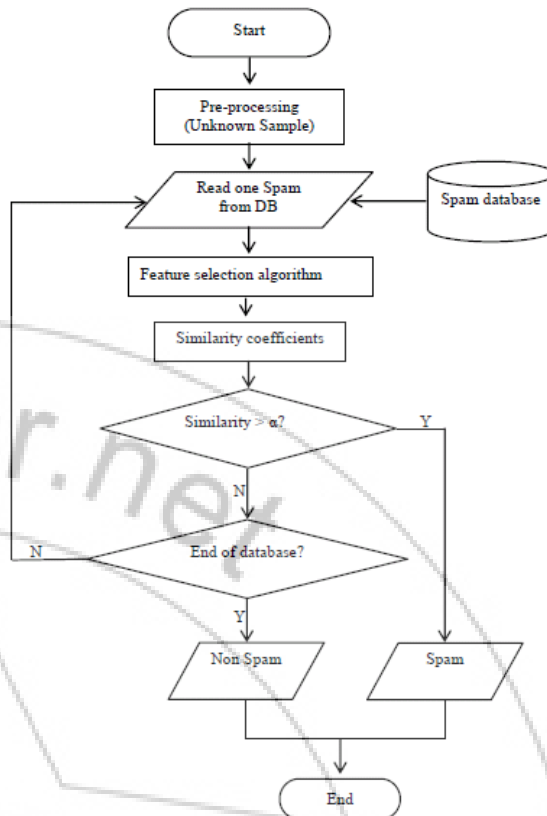 Start
Pre-processing
(Unknown Sample)
Read one Spam
from DB
Spam database
Feature selection algorithm
Similarity coefficients
Similarity > α?
Y
N
End of database?
N
Y
Non Spam
Spam
End
r.net